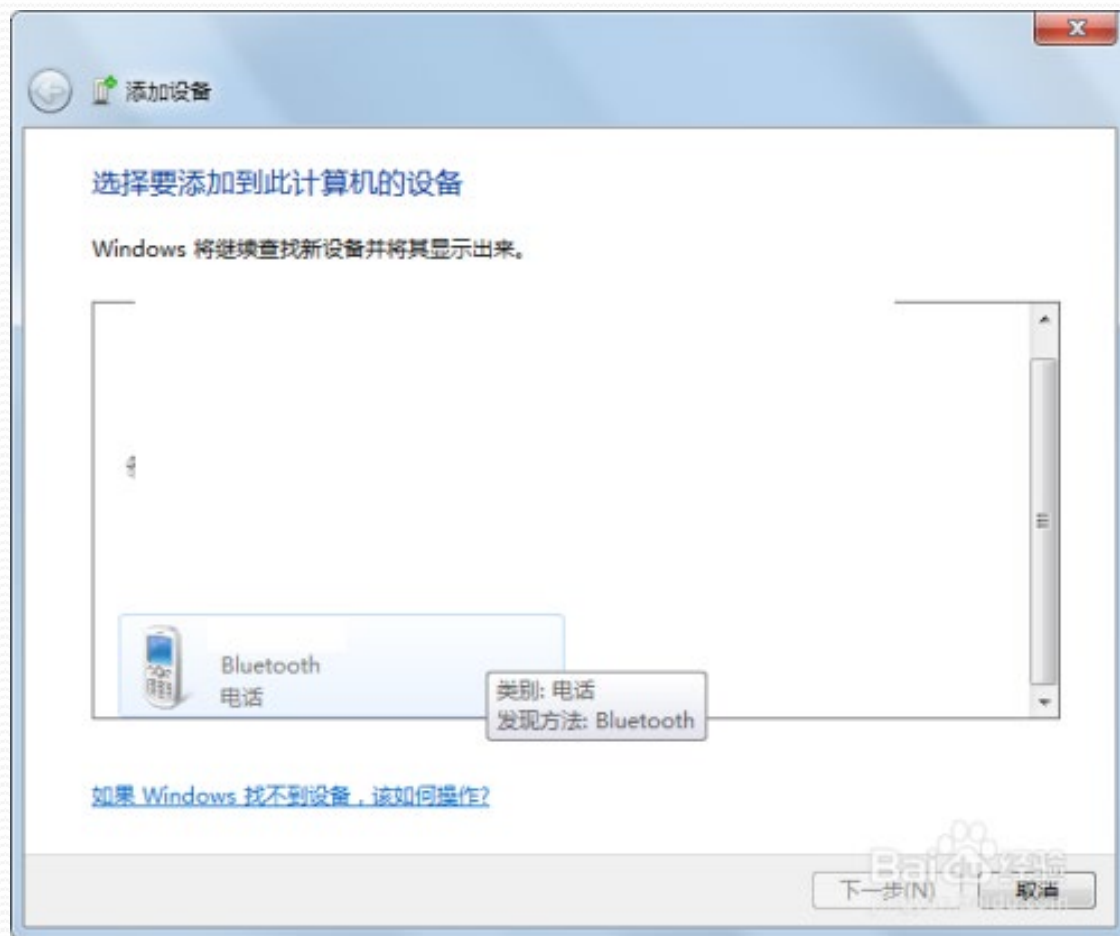 添加设备
选择要添加到此计算机的设备
Windows 将继续查找新设备并将其显示出来。
Bluetooth
电话
类别: 电话
发现方法: Bluetooth
如果 Windows 找不到设备，该如何操作?
Baidu 经验
下一步(N)
取消